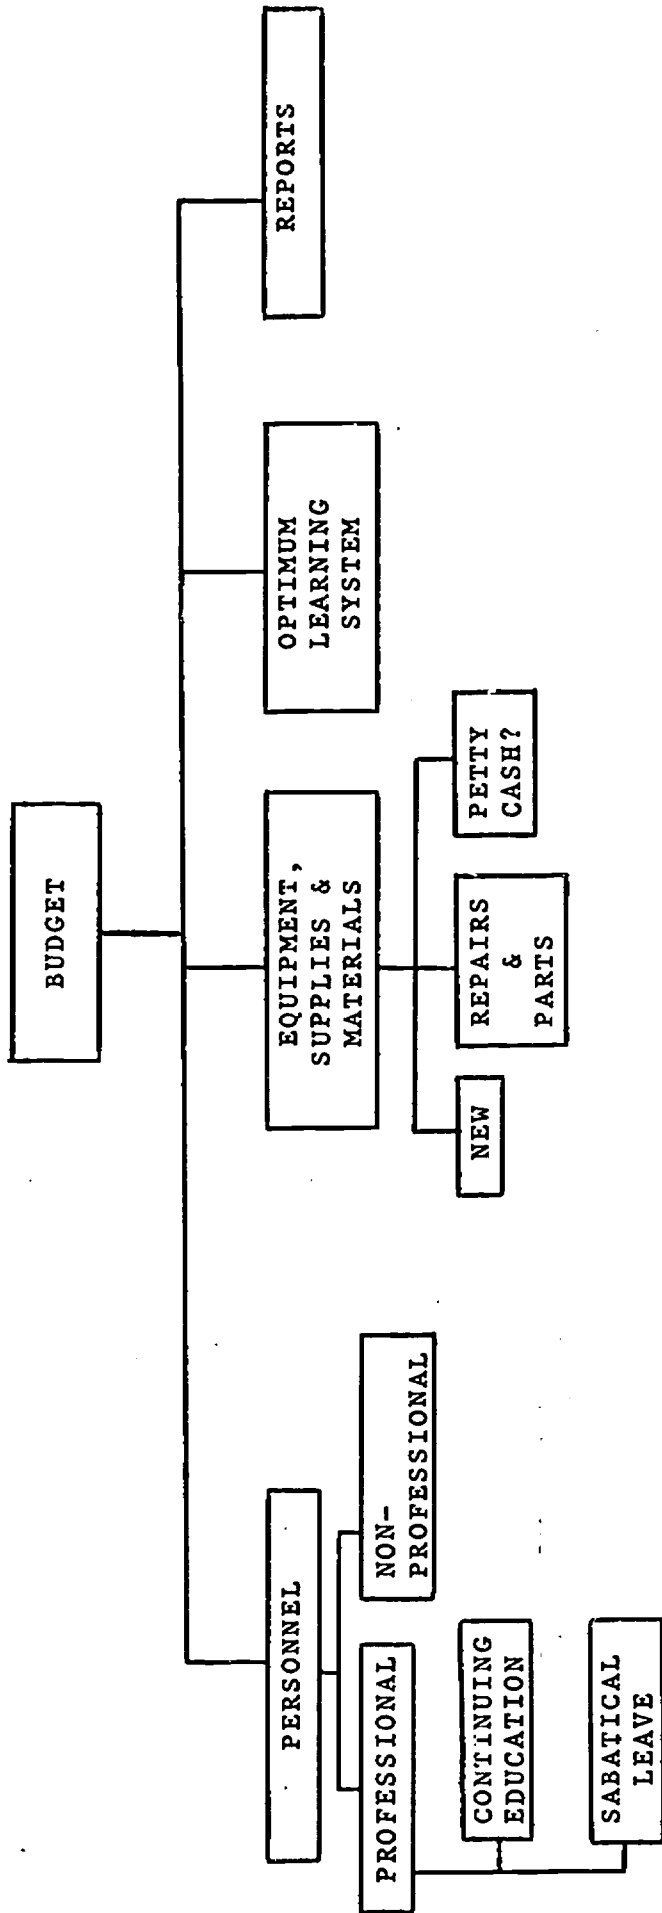 BUDGET
PERSONNEL
EQUIPMENT,
SUPPLIES &
MATERIALS
OPTIMUM
LEARNING
SYSTEM
REPORTS
PROFESSIONAL
NON-
PROFESSIONAL
NEW
REPAIRS
&
PARTS
PETTY
CASH?
CONTINUING
EDUCATION
SABATICAL
LEAVE